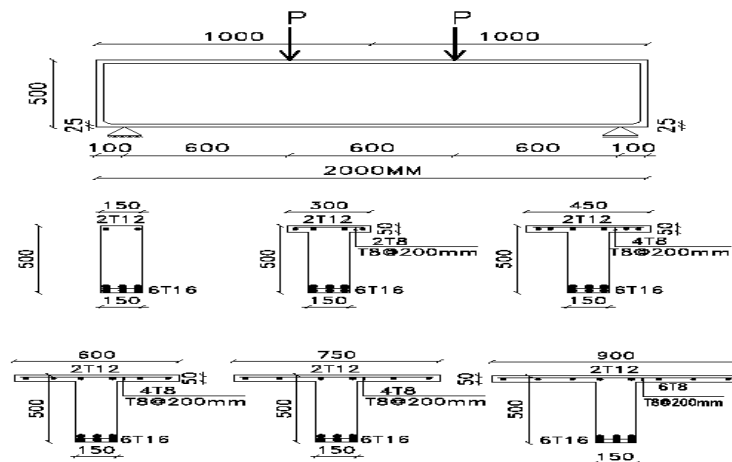 P P
1000 1000
500
25 25
100 600 600 600 100
2000MM
150 300 450
2T12 2T12 2T12
50 50
500 500 500
2T8 4T8
T8@200mm T8@200mm
6T16 6T16 6T16
150 150 150
600 750 900
2T12 2T12 2T12
50 50 50
500 500 500
4T8 4T8 6T8
T8@200mm T8@200mm T8@200mm
6T16 6T16 6T16
150 150 150